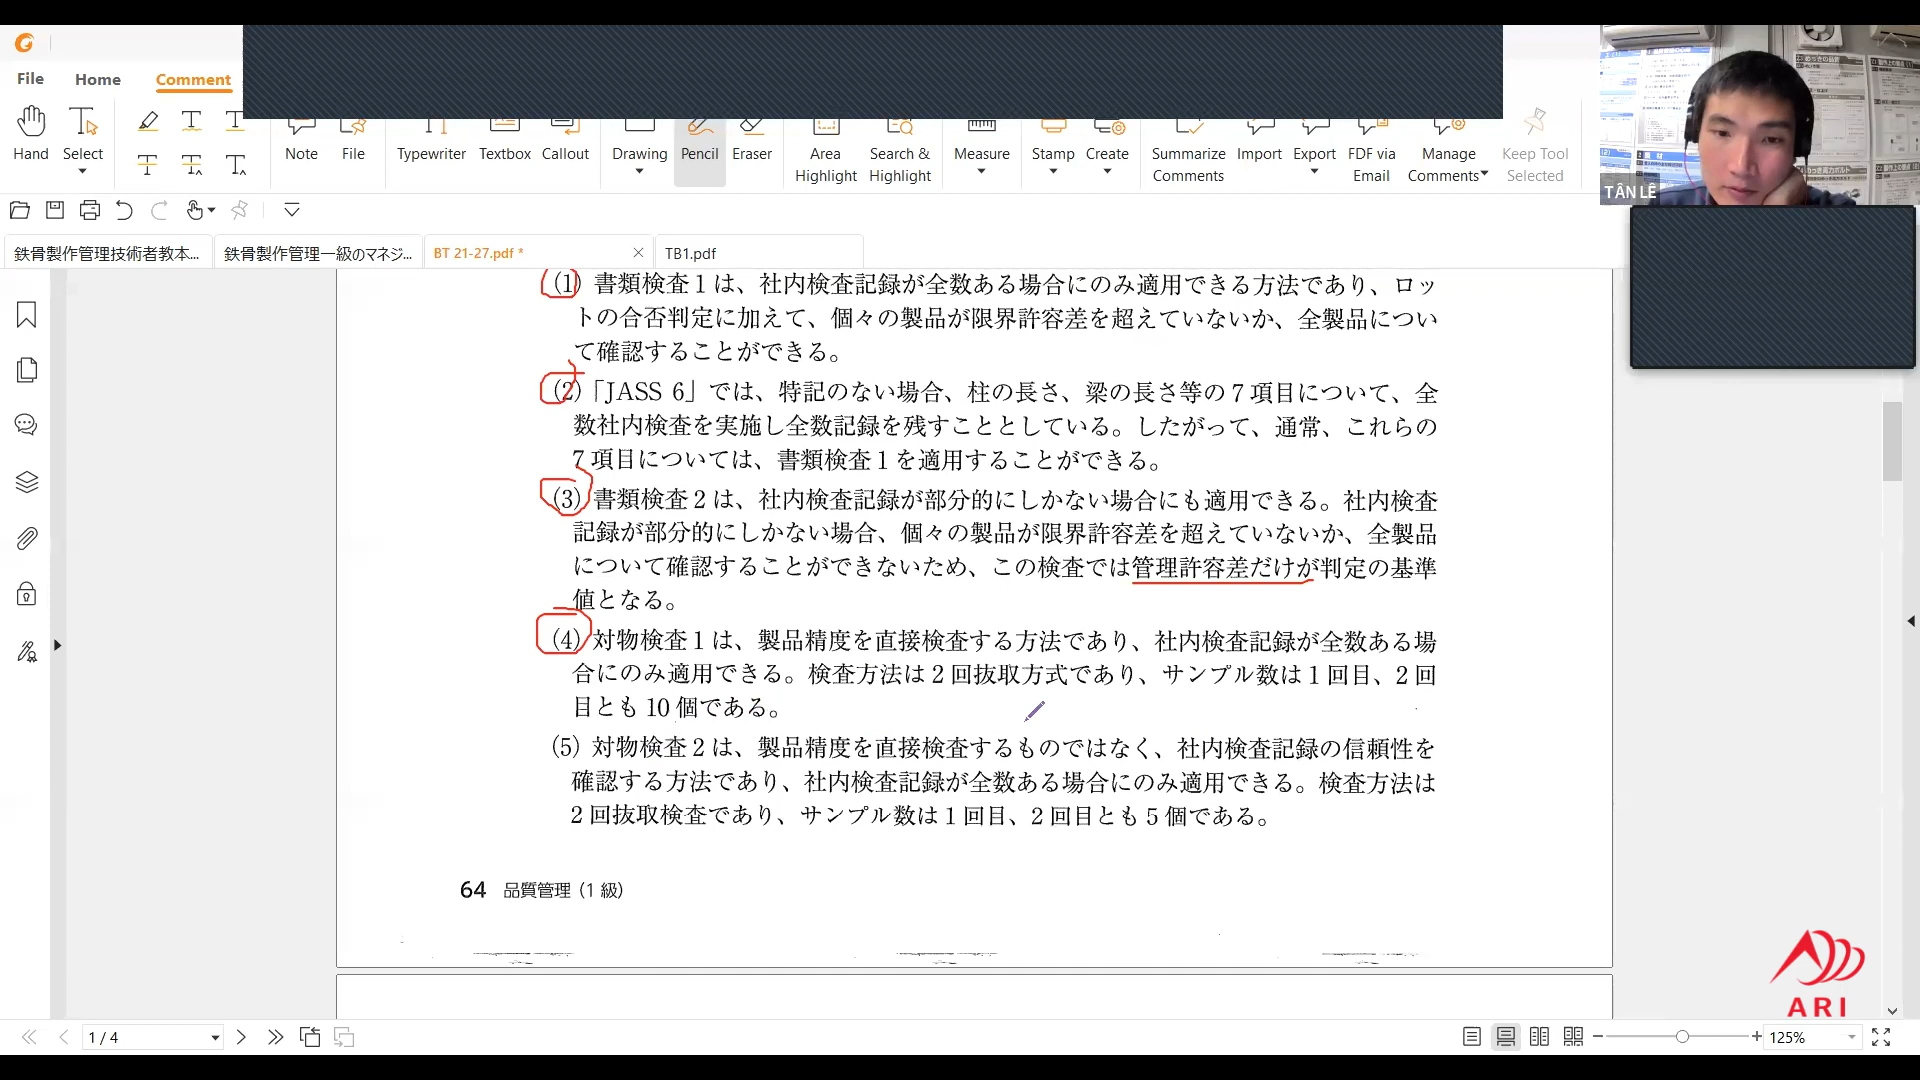 File
Home
Comment
Hand
Select
Note
File
Typewriter
Textbox
Callout
Drawing
Pencil
Eraser
Area
Highlight
Search &
Highlight
Measure
Stamp
Create
Summarize
Comments
Import
Export
FDF via
Email
Manage
Comments
Keep Tool
Selected
TÂN LÊ
鉄骨製作管理技術者教本...
鉄骨製作管理一級のマネジ...
BT 21-27.pdf *
TB1.pdf
(1) 書類検査1は、社内検査記録が全数ある場合にのみ適用できる方法であり、ロッ
トの合否判定に加えて、個々の製品が限界許容差を超えていないか、全製品につい
て確認することができる。
(2)「JASS 6」では、特記のない場合、柱の長さ、梁の長さ等の7項目について、全
数社内検査を実施し全数記録を残すこととしている。したがって、通常、これらの
7項目については、書類検査1を適用することができる。
(3) 書類検査2は、社内検査記録が部分的にしかない場合にも適用できる。社内検査
記録が部分的にしかない場合、個々の製品が限界許容差を超えていないか、全製品
について確認することができないため、この検査では管理許容差だけが判定の基準
値となる。
(4) 対物検査1は、製品精度を直接検査する方法であり、社内検査記録が全数ある場
合にのみ適用できる。検査方法は2回抜取方式であり、サンプル数は1回目、2回
目とも10個である。
(5) 対物検査2は、製品精度を直接検査するものではなく、社内検査記録の信頼性を
確認する方法であり、社内検査記録が全数ある場合にのみ適用できる。検査方法は
2回抜取検査であり、サンプル数は1回目、2回目とも5個である。
64 品質管理（1級）
ARI
1 / 4
125%